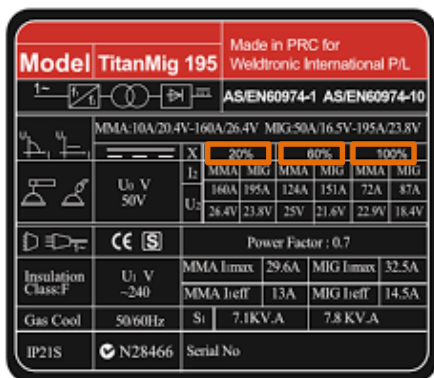 Model TitanMig 195 Made in PRC for
Weldtronic International P/L
1~ f₁ f₂ AS/EN60974-1 AS/EN60974-10
MMA:10A/20.4V-160A/26.4V MIG:50A/16.5V-195A/23.8V
X 20% 60% 100%
I₂ MMA MIG MMA MIG MMA MIG
160A 195A 124A 151A 72A 87A
U₀ V
50V
U₂ 26.4V 23.8V 25V 21.6V 22.9V 18.4V
CE S Power Factor : 0.7
Insulation
Class:F
U₁ V
~240
MMA I₁max 29.6A MIG I₁max 32.5A
MMA I₁eff 13A MIG I₁eff 14.5A
Gas Cool 50/60Hz S₁ 7.1KV.A 7.8 KV.A
IP21S N28466 Serial No